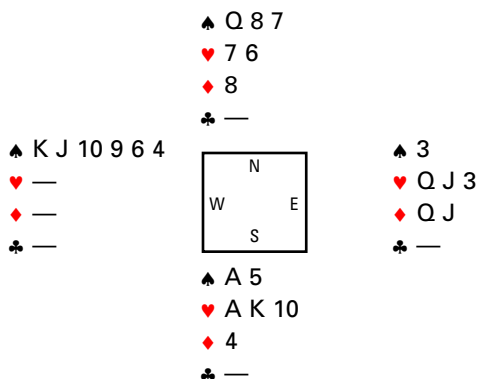 ♠ Q 8 7
♥ 7 6
♦ 8
♣ —
♠ K J 10 9 6 4
♥ —
♦ —
♣ —
N
W E
S
♠ 3
♥ Q J 3
♦ Q J
♣ —
♠ A 5
♥ A K 10
♦ 4
♣ —